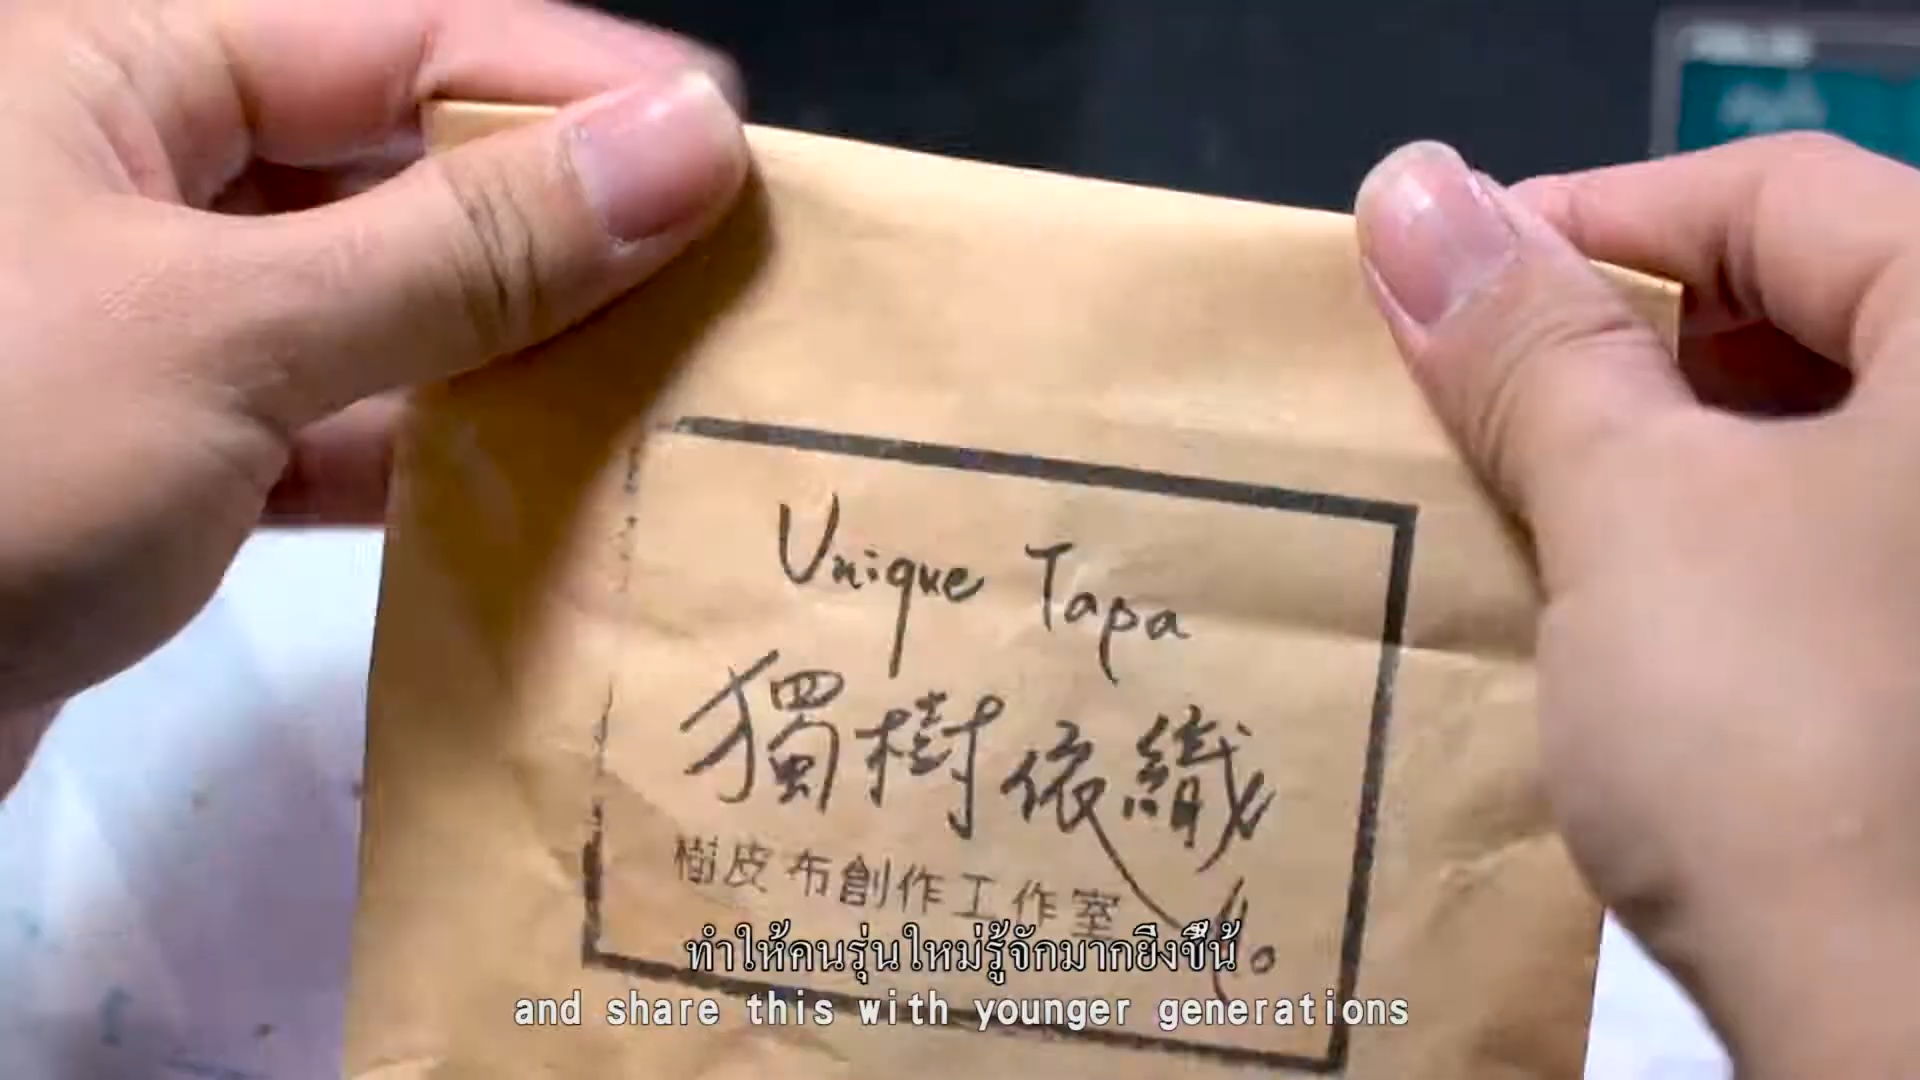 Unique Tapa
獨樹依織
樹皮布創作工作室
ทำให้คนรุ่นใหม่รู้จักมากยิ่งขึ้น
and share this with younger generations